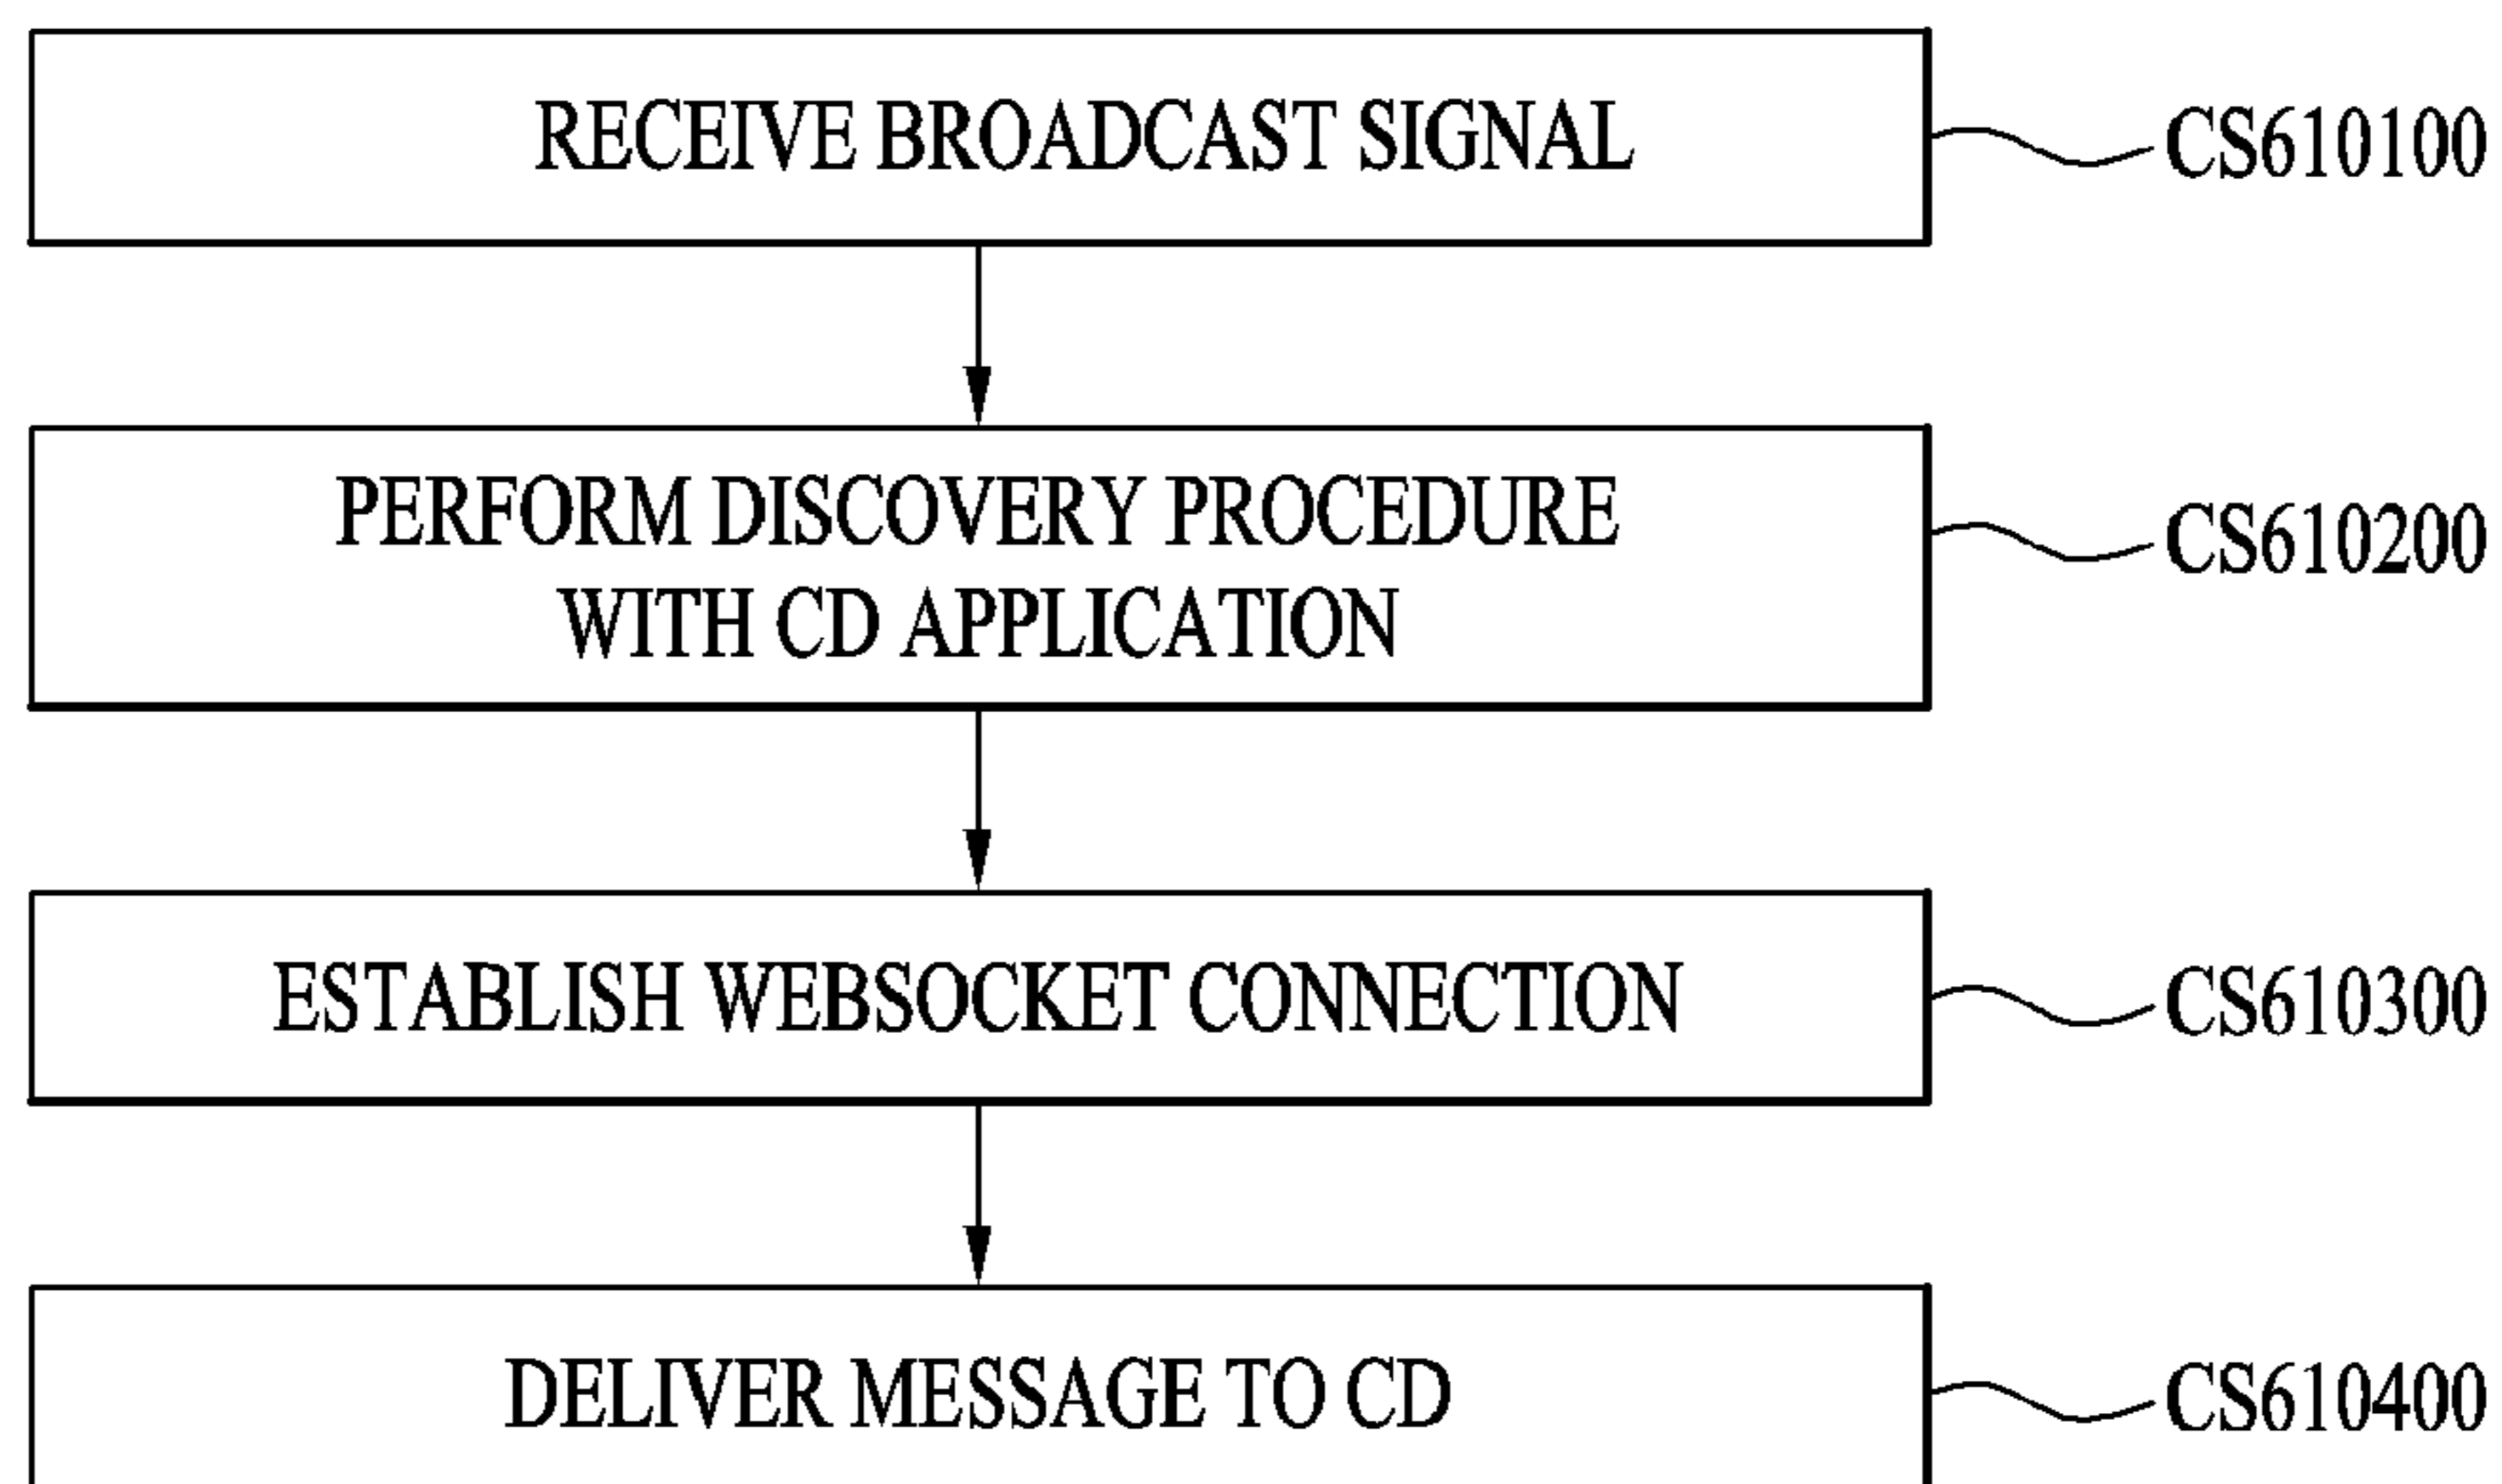 RECEIVE BROADCAST SIGNAL
CS610100
PERFORM DISCOVERY PROCEDURE
WITH CD APPLICATION
CS610200
ESTABLISH WEBSOCKET CONNECTION
CS610300
DELIVER MESSAGE TO CD
CS610400